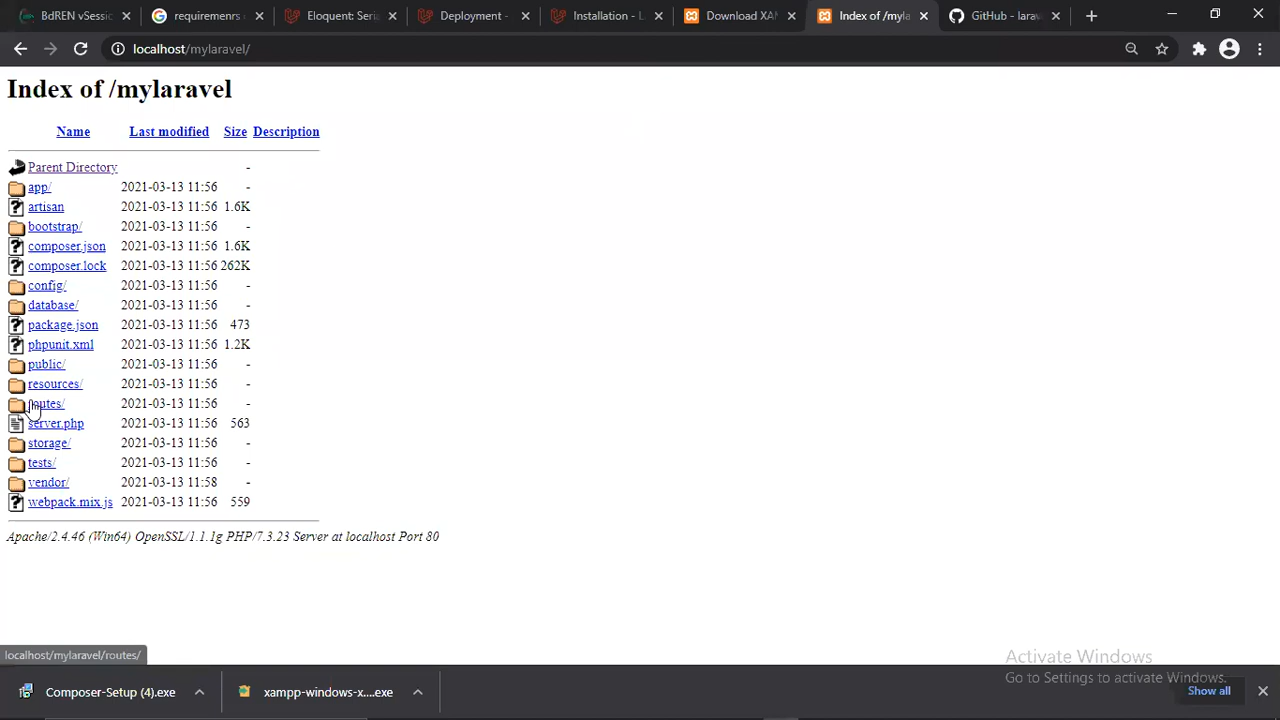 BdREN vSessi
requiremenrs
Eloquent: Seria
Deployment -
Installation - L
Download XAM
Index of /myla
GitHub - larav
localhost/mylaravel/
Index of /mylaravel
Name Last modified Size Description
Parent Directory -
app/ 2021-03-13 11:56 -
artisan 2021-03-13 11:56 1.6K
bootstrap/ 2021-03-13 11:56 -
composer.json 2021-03-13 11:56 1.6K
composer.lock 2021-03-13 11:56 262K
config/ 2021-03-13 11:56 -
database/ 2021-03-13 11:56 -
package.json 2021-03-13 11:56 473
phpunit.xml 2021-03-13 11:56 1.2K
public/ 2021-03-13 11:56 -
resources/ 2021-03-13 11:56 -
routes/ 2021-03-13 11:56 -
server.php 2021-03-13 11:56 563
storage/ 2021-03-13 11:56 -
tests/ 2021-03-13 11:56 -
vendor/ 2021-03-13 11:58 -
webpack.mix.js 2021-03-13 11:56 559
Apache/2.4.46 (Win64) OpenSSL/1.1.1g PHP/7.3.23 Server at localhost Port 80
localhost/mylaravel/routes/
Activate Windows
Go to Settings to activate Windows.
Composer-Setup (4).exe
xampp-windows-x....exe
Show all